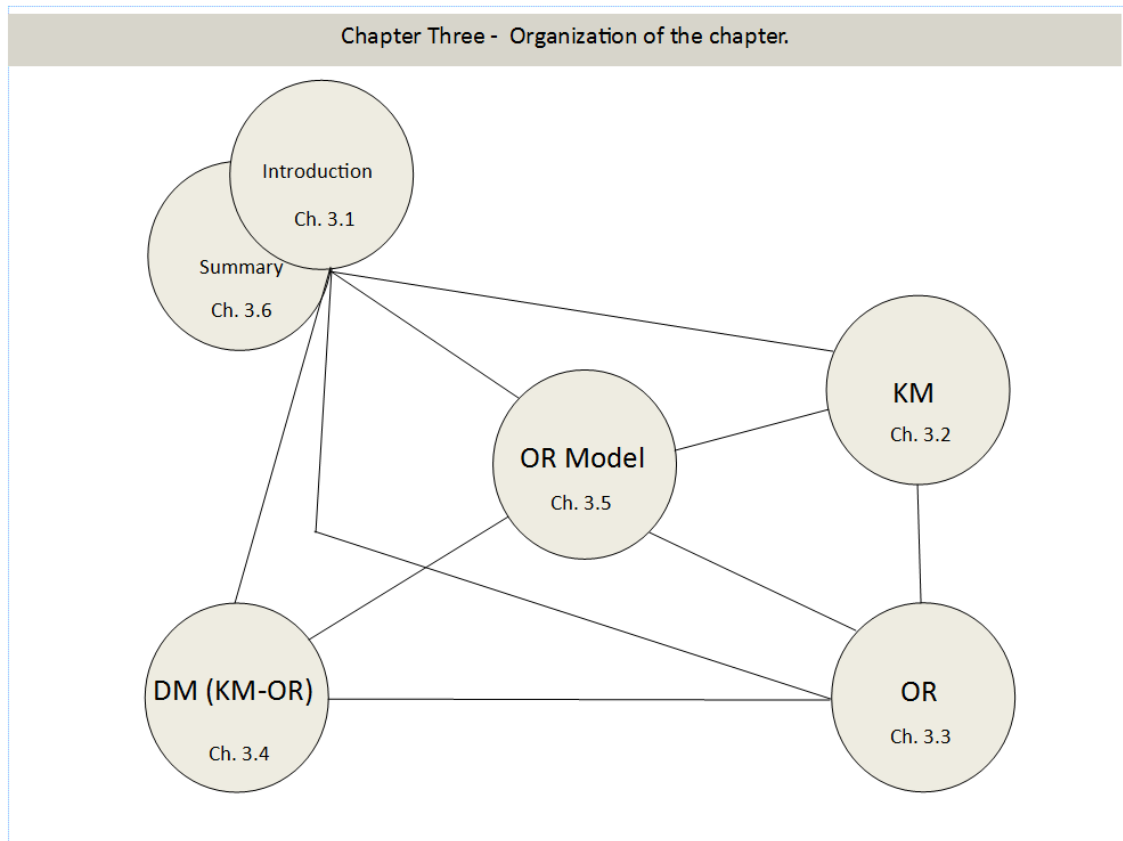 Chapter Three -  Organization of the chapter.
Introduction
Ch. 3.1
Summary
Ch. 3.6
KM
Ch. 3.2
OR Model
Ch. 3.5
DM (KM-OR)
Ch. 3.4
OR
Ch. 3.3